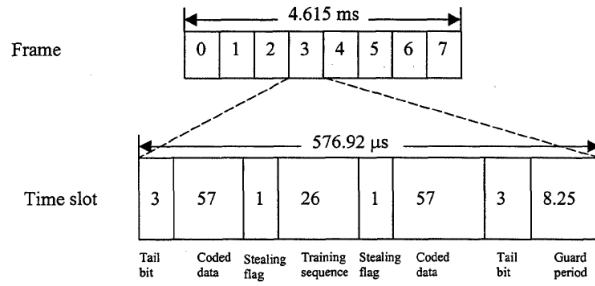 4.615 ms
Frame
0 1 2 3 4 5 6 7
576.92 µs
Time slot
3 57 1 26 1 57 3 8.25
Tail Coded Stealing Training Stealing Coded Tail Guard
bit data flag sequence flag data bit period